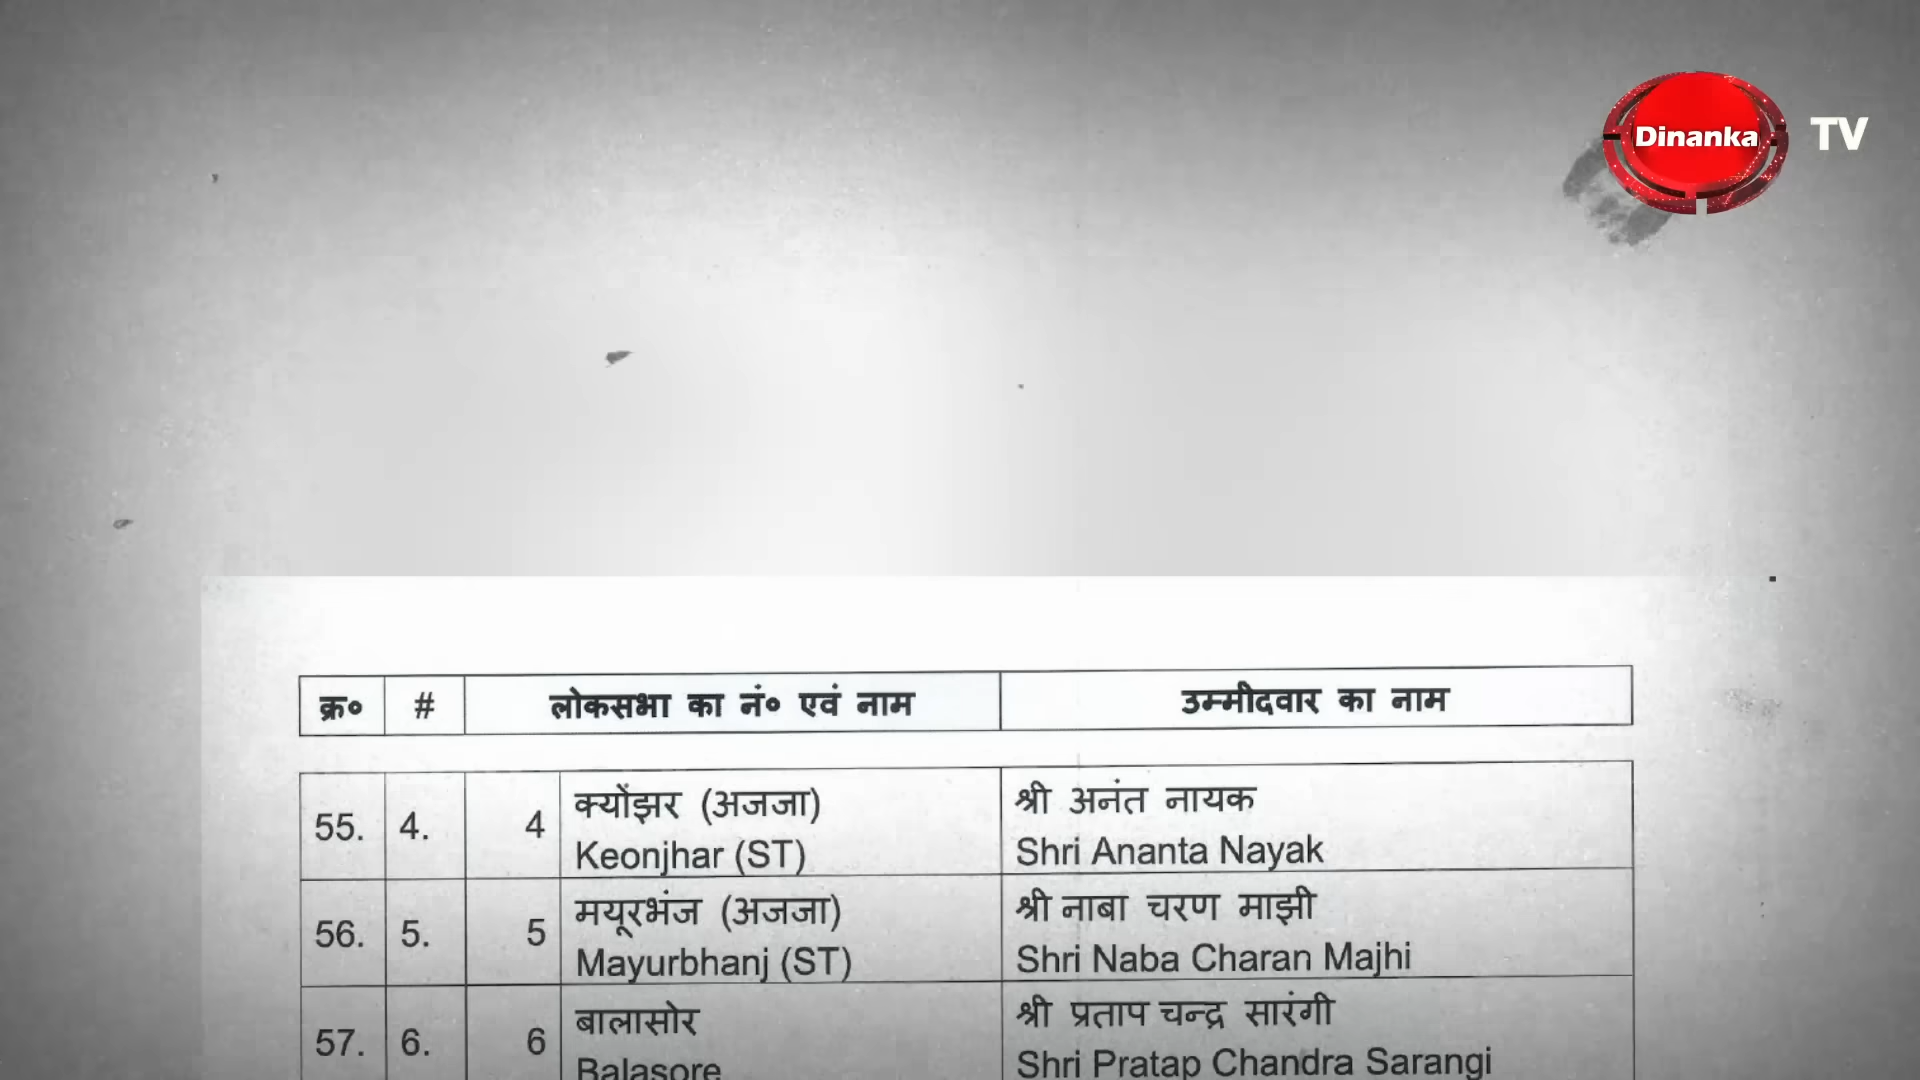 Dinanka TV
क्र० # लोकसभा का नं० एवं नाम उम्मीदवार का नाम
55. 4. 4 क्योंझर (अजजा) श्री अनंत नायक
Keonjhar (ST) Shri Ananta Nayak
56. 5. 5 मयूरभंज (अजजा) श्री नाबा चरण माझी
Mayurbhanj (ST) Shri Naba Charan Majhi
57. 6. 6 बालासोर श्री प्रताप चन्द्र सारंगी
Balasore Shri Pratap Chandra Sarangi